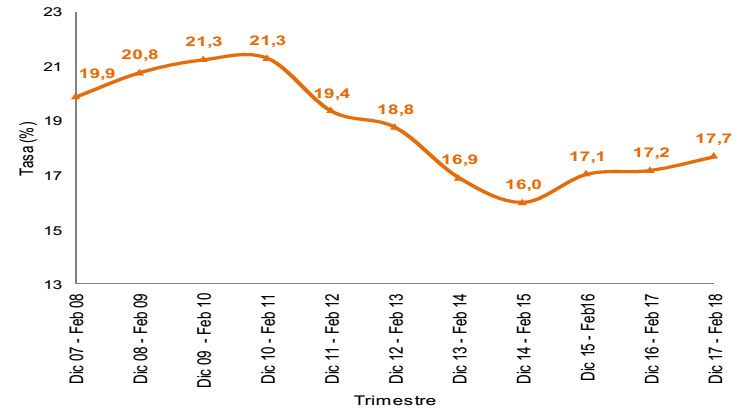 Tasa (%)
23
21
19
17
15
13
19,9
20,8
21,3
21,3
19,4
18,8
16,9
16,0
17,1
17,2
17,7
Dic 07 - Feb 08
Dic 08 - Feb 09
Dic 09 - Feb 10
Dic 10 - Feb 11
Dic 11 - Feb 12
Dic 12 - Feb 13
Dic 13 - Feb 14
Dic 14 - Feb 15
Dic 15 - Feb16
Dic 16 - Feb 17
Dic 17 - Feb 18
Trimestre